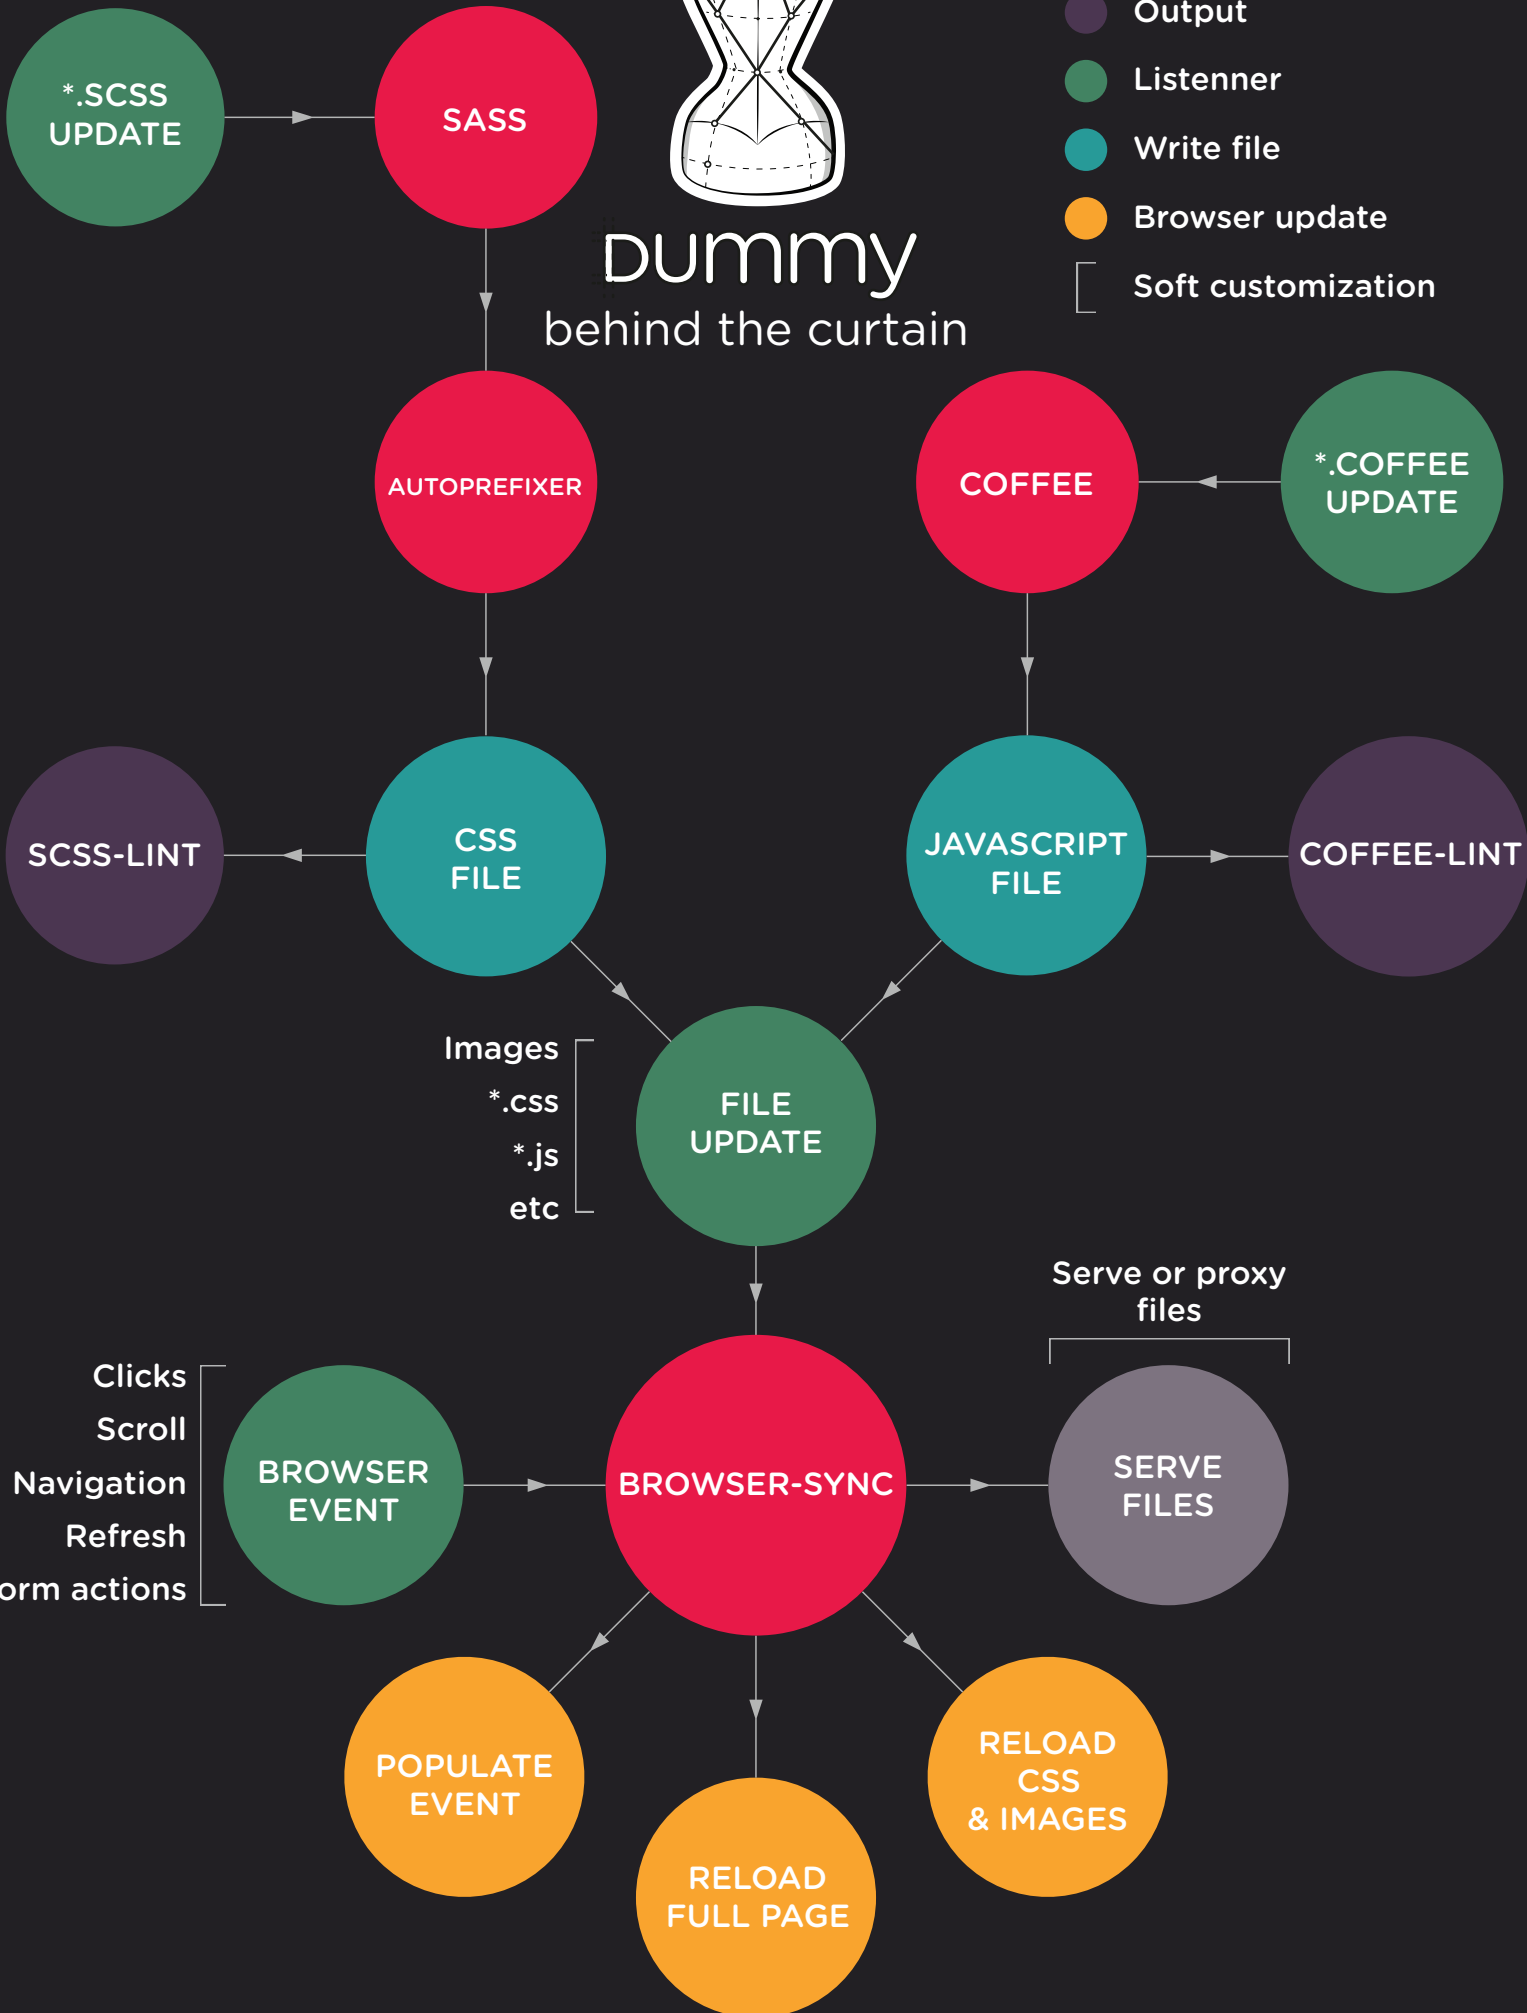 Output
*.SCSS
UPDATE
SASS
Listenner
Write file
Browser update
Soft customization
Dummy
behind the curtain
AUTOPREFIXER
COFFEE
*.COFFEE
UPDATE
SCSS-LINT
CSS
FILE
JAVASCRIPT
FILE
COFFEE-LINT
Images
*.css
*.js
etc
FILE
UPDATE
Serve or proxy
files
Clicks
Scroll
Navigation
Refresh
orm actions
BROWSER
EVENT
BROWSER-SYNC
SERVE
FILES
POPULATE
EVENT
RELOAD
FULL PAGE
RELOAD
CSS
& IMAGES